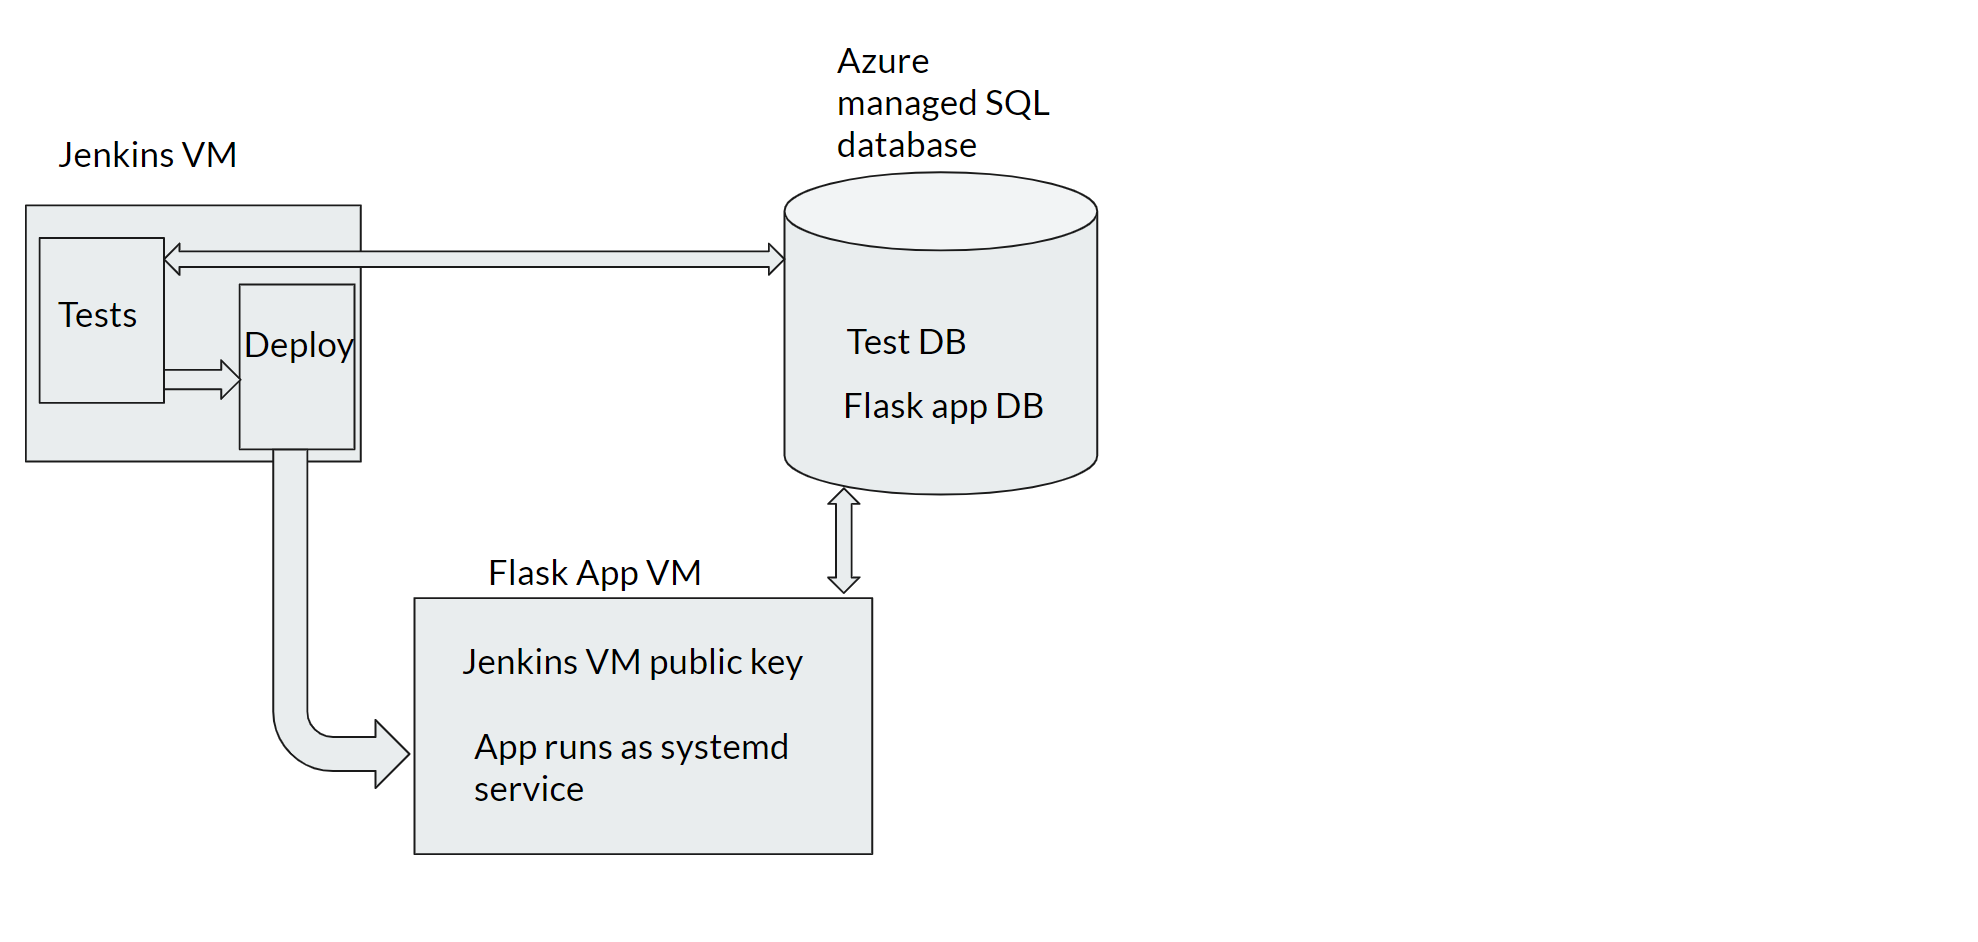 Azure
managed SQL
database
Jenkins VM
Tests
Deploy
Test DB
Flask app DB
Flask App VM
Jenkins VM public key
App runs as systemd
service